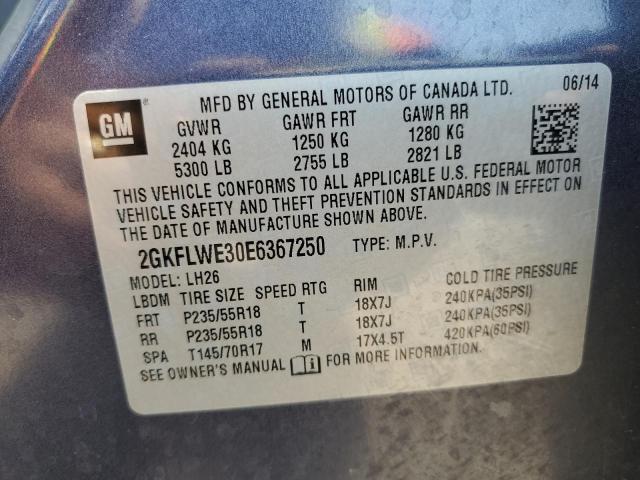 GM
MFD BY GENERAL MOTORS OF CANADA LTD. 06/14
GVWR GAWR FRT GAWR RR
2404 KG 1250 KG 1280 KG
5300 LB 2755 LB 2821 LB
THIS VEHICLE CONFORMS TO ALL APPLICABLE U.S. FEDERAL MOTOR
VEHICLE SAFETY AND THEFT PREVENTION STANDARDS IN EFFECT ON
THE DATE OF MANUFACTURE SHOWN ABOVE.
2GKFLWE30E6367250 TYPE: M.P.V.
MODEL: LH26
LBDM TIRE SIZE SPEED RTG RIM COLD TIRE PRESSURE
FRT P235/55R18 T 18X7J 240KPA(35PSI)
RR P235/55R18 T 18X7J 240KPA(35PSI)
SPA T145/70R17 M 17X4.5T 420KPA(60PSI)
SEE OWNER'S MANUAL FOR MORE INFORMATION.